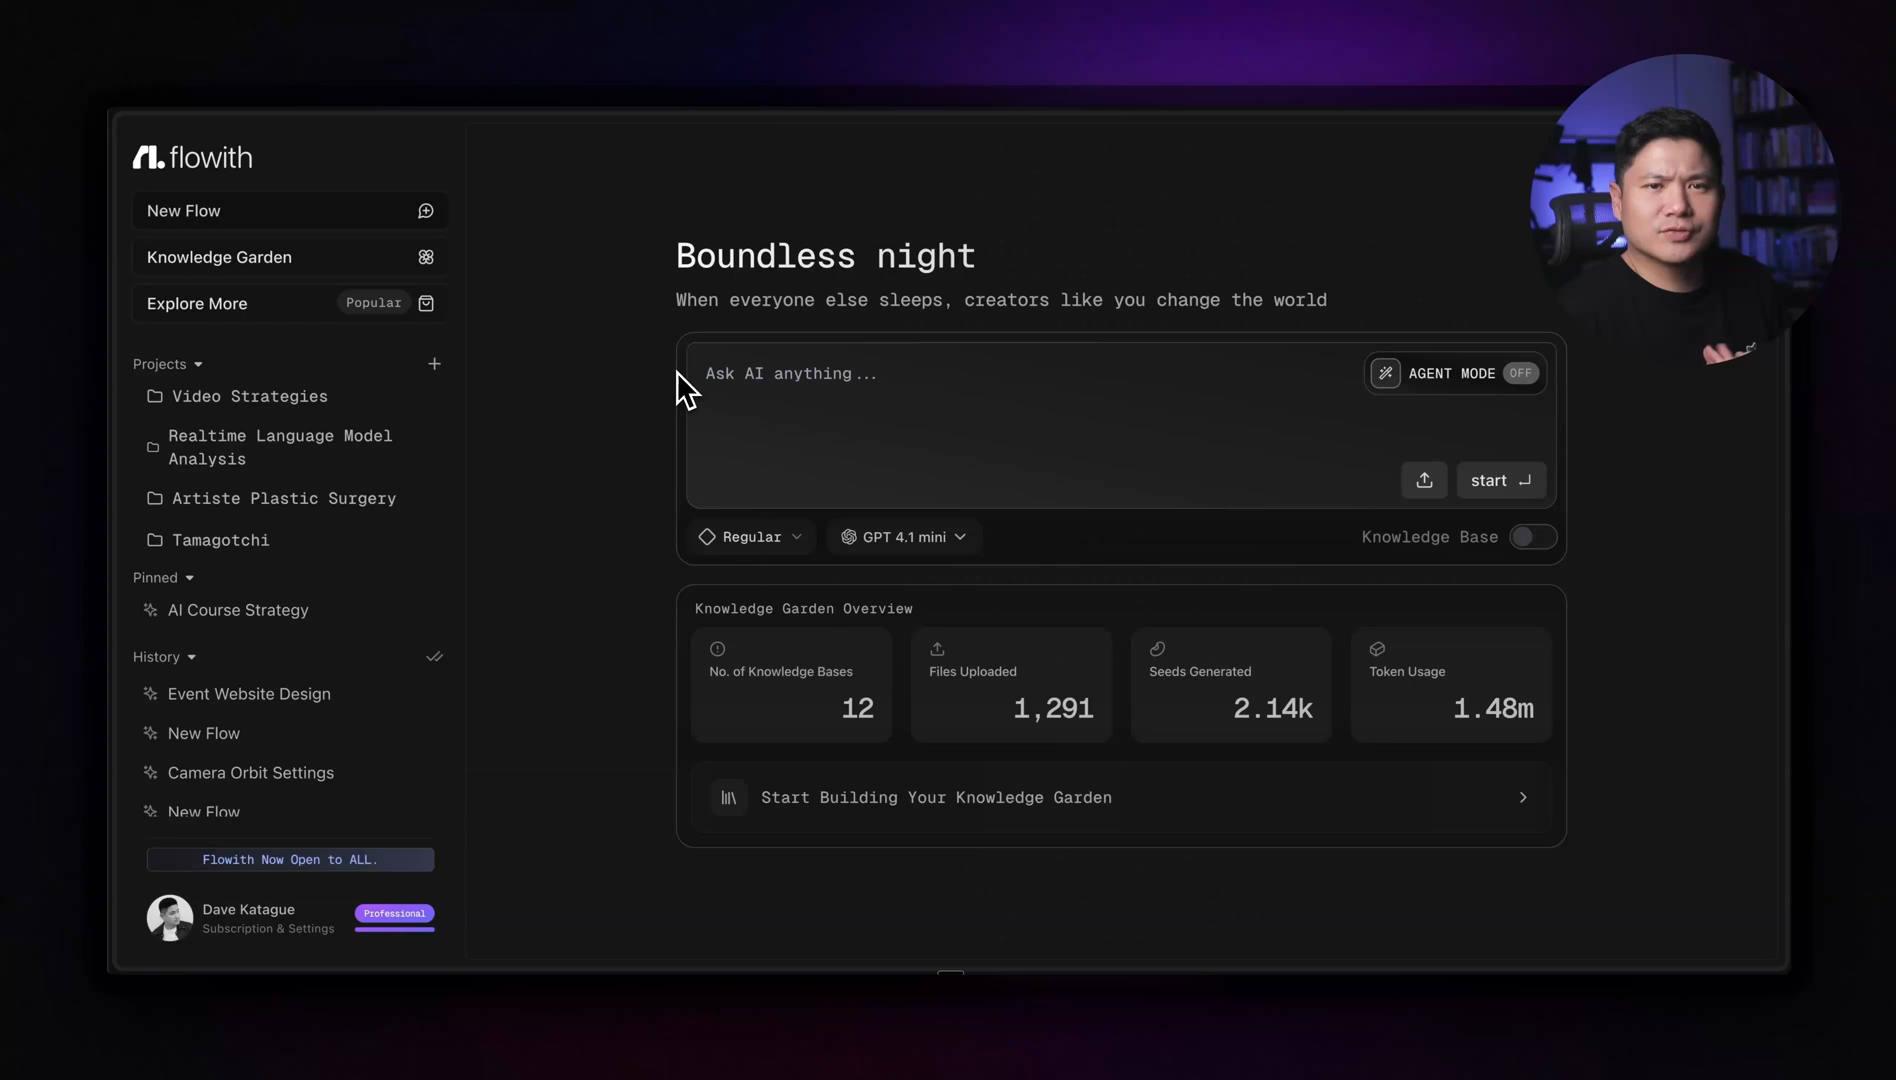 flowith
New Flow
Knowledge Garden
Explore More Popular
Projects
Video Strategies
Realtime Language Model
Analysis
Artiste Plastic Surgery
Tamagotchi
Pinned
AI Course Strategy
History
Event Website Design
New Flow
Camera Orbit Settings
New Flow
Flowith Now Open to ALL.
Dave Katague
Subscription & Settings
Professional
Boundless night
When everyone else sleeps, creators like you change the world
Ask AI anything...
AGENT MODE OFF
start
Regular
GPT 4.1 mini
Knowledge Base
Knowledge Garden Overview
No. of Knowledge Bases
12
Files Uploaded
1,291
Seeds Generated
2.14k
Token Usage
1.48m
Start Building Your Knowledge Garden